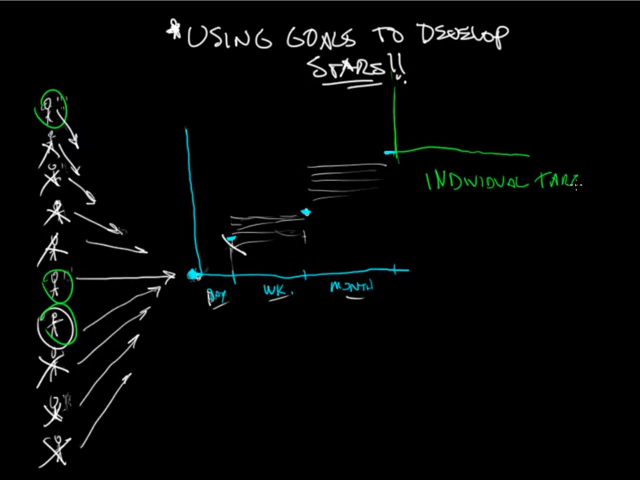 *USING GOALS TO DEVELOP
STARS!!
INDIVIDUAL TARG
DAY WK. MONTH